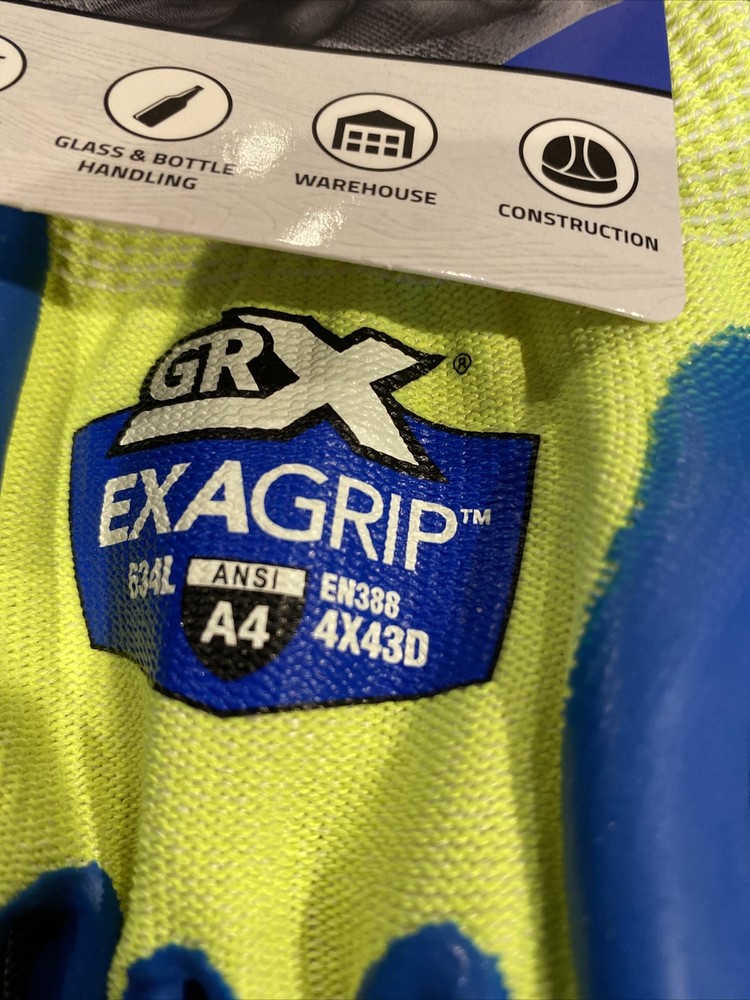 GLASS & BOTTLE
HANDLING
WAREHOUSE
CONSTRUCTION
GRX®
EXAGRIP™
634L
ANSI
A4
EN388
4X43D